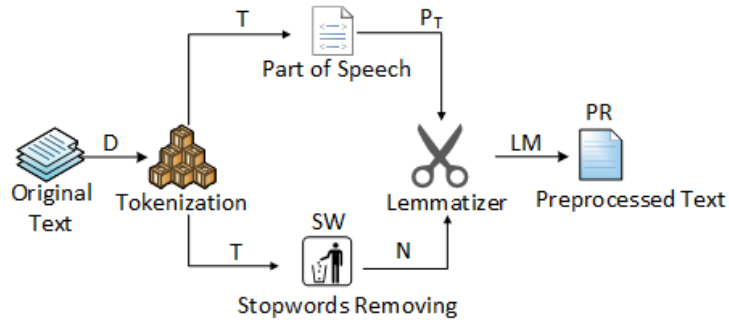 T
P_T
Part of Speech
D
LM
PR
Original
Text
Tokenization
Lemmatizer
Preprocessed Text
SW
T
N
Stopwords Removing